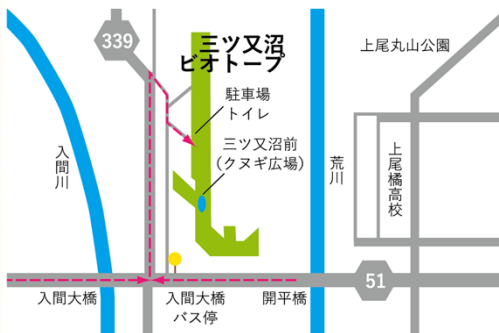 339
三ツ又沼
ビオトープ
上尾丸山公園
駐車場
トイレ
三ツ又沼前
(クヌギ広場)
入間川
荒川
上尾橘高校
51
入間大橋
入間大橋
バス停
開平橋